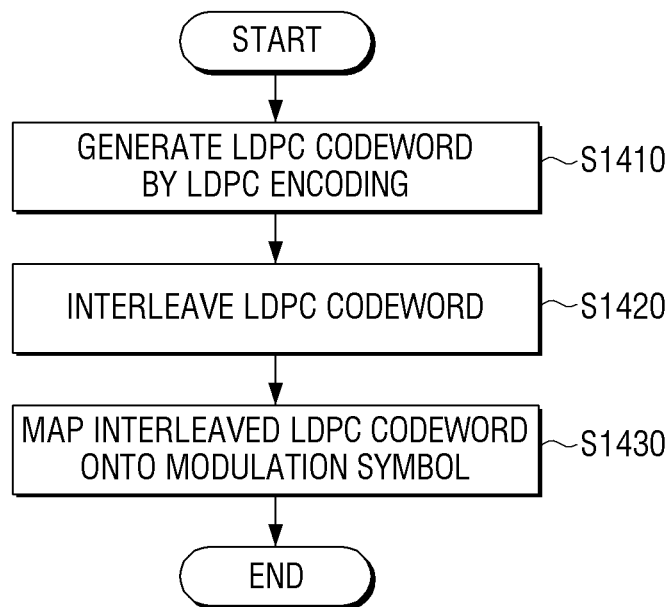 START
GENERATE LDPC CODEWORD
BY LDPC ENCODING
S1410
INTERLEAVE LDPC CODEWORD
S1420
MAP INTERLEAVED LDPC CODEWORD
ONTO MODULATION SYMBOL
S1430
END